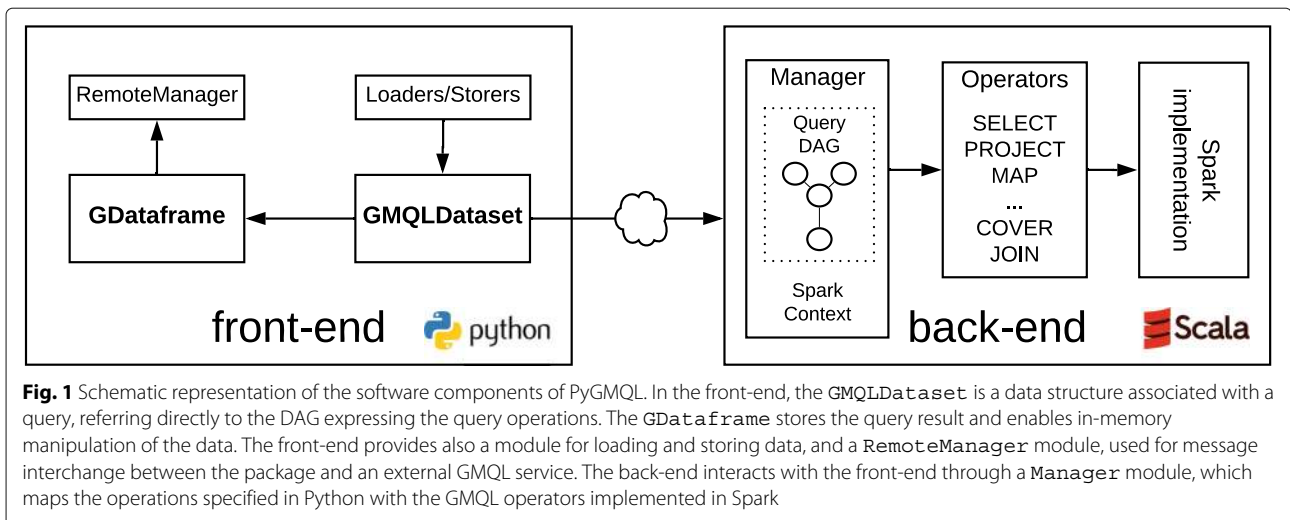 RemoteManager
Loaders/Storers
GDataframe
GMQLDataset
front-end
python
Manager
Query
DAG
Spark
Context
Operators
SELECT
PROJECT
MAP
...
COVER
JOIN
Spark
implementation
back-end
Scala
Fig. 1 Schematic representation of the software components of PyGMQL. In the front-end, the GMQLDataset is a data structure associated with a
query, referring directly to the DAG expressing the query operations. The GDataframe stores the query result and enables in-memory
manipulation of the data. The front-end provides also a module for loading and storing data, and a RemoteManager module, used for message
interchange between the package and an external GMQL service. The back-end interacts with the front-end through a Manager module, which
maps the operations specified in Python with the GMQL operators implemented in Spark